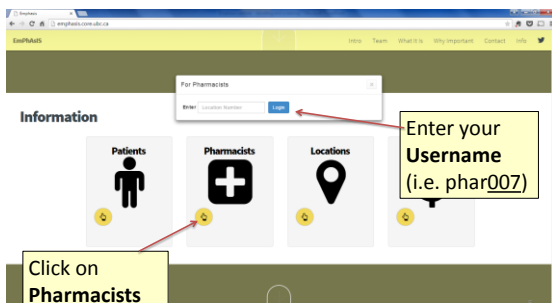 Emphasis
emphasis.core.ubc.ca
EmPhAsIS
Intro Team What It Is Why Important Contact Info
For Pharmacists
x
Enter Location Number Login
Information
Patients
Pharmacists
Locations
Enter your
Username
(i.e. phar007)
Click on
Pharmacists